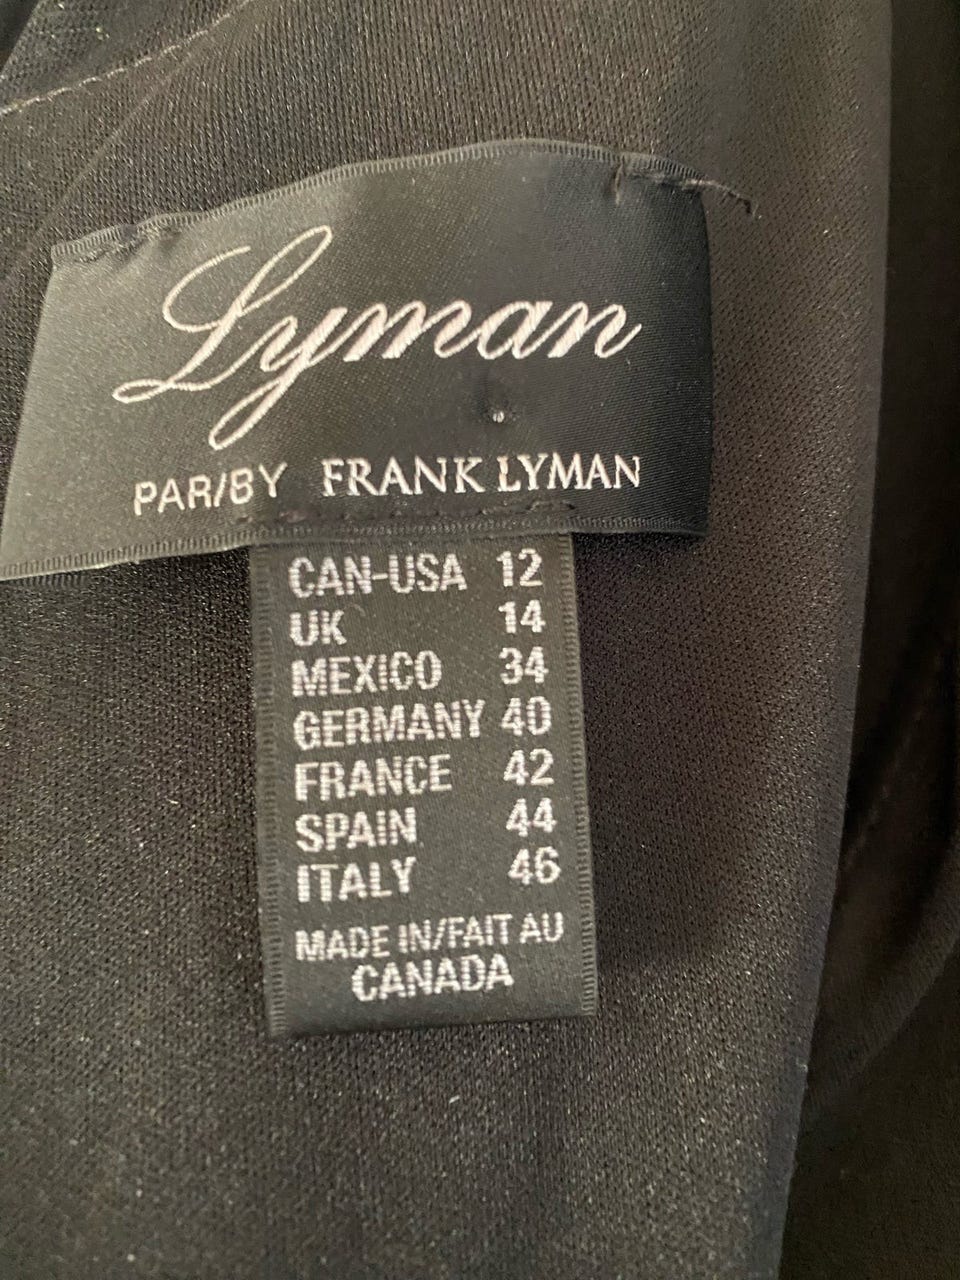 Lyman
PAR/BY FRANK LYMAN
CAN-USA 12
UK 14
MEXICO 34
GERMANY 40
FRANCE 42
SPAIN 44
ITALY 46
MADE IN/FAIT AU
CANADA